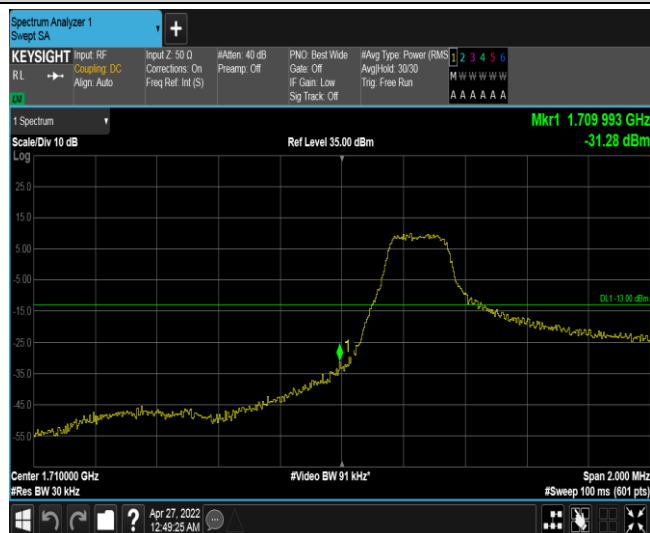 Spectrum Analyzer 1
Swept SA
+
KEYSIGHT Input: RF Input Z: 50 Ω #Atten: 40 dB PNO: Best Wide #Avg Type: Power (RMS 1 2 3 4 5 6
RL Coupling: DC Corrections: On Preamp: Off Gate: Off Avg|Hold: 30/30 M W W W W W
Align: Auto Freq Ref: Int (S) IF Gain: Low Trig: Free Run
Sig Track: Off A A A A A A
1 Spectrum
Mkr1 1.709 993 GHz
Scale/Div 10 dB Ref Level 35.00 dBm -31.28 dBm
Log
25.0
15.0
5.00
-5.00
DL1 -13.00 dBm
-15.0
-25.0
1
-35.0
-45.0
-55.0
Center 1.710000 GHz #Video BW 91 kHz* Span 2.000 MHz
#Res BW 30 kHz #Sweep 100 ms (601 pts)
? Apr 27, 2022
12:49:25 AM